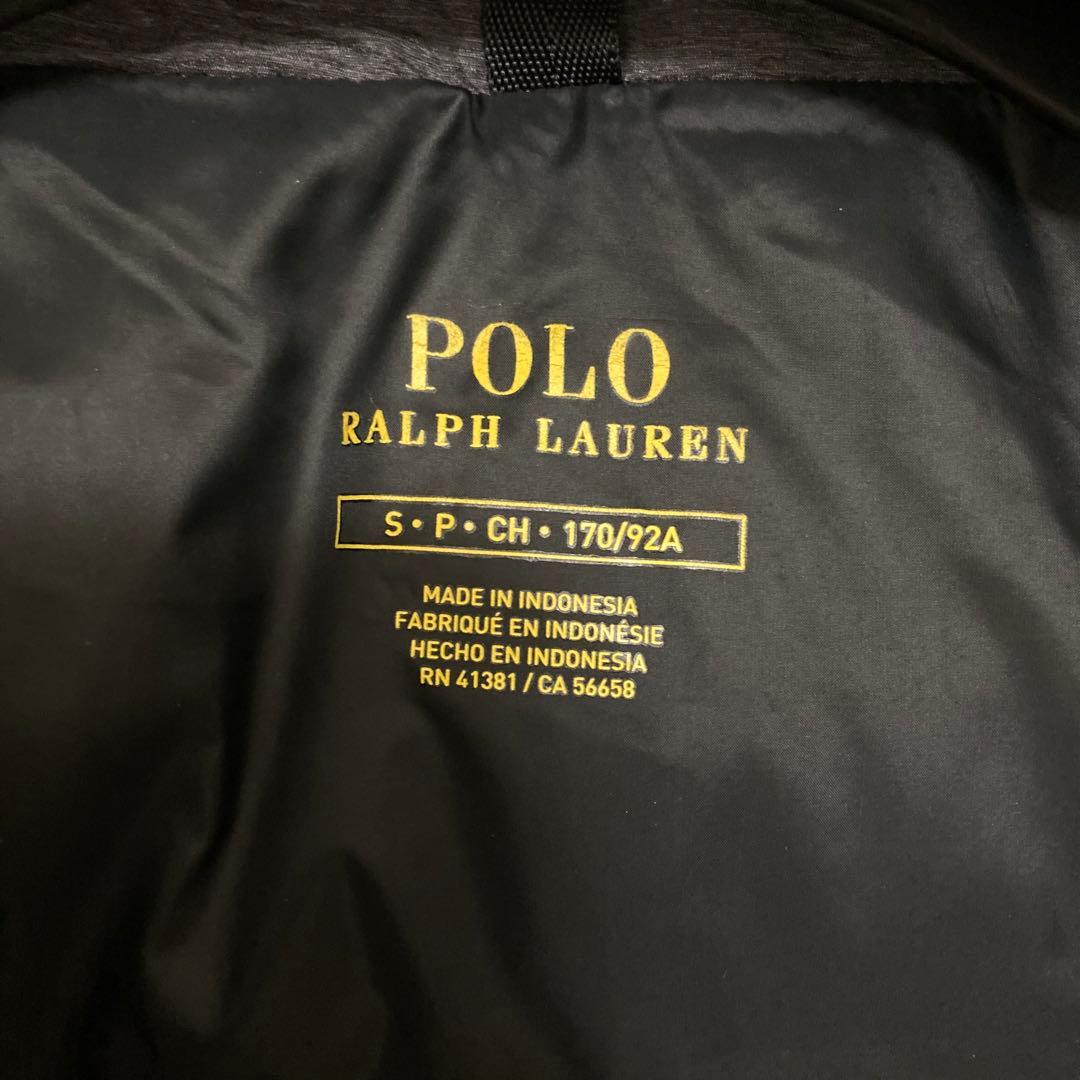 POLO
RALPH LAUREN
S • P • CH • 170/92A
MADE IN INDONESIA
FABRIQUÉ EN INDONÉSIE
HECHO EN INDONESIA
RN 41381 / CA 56658